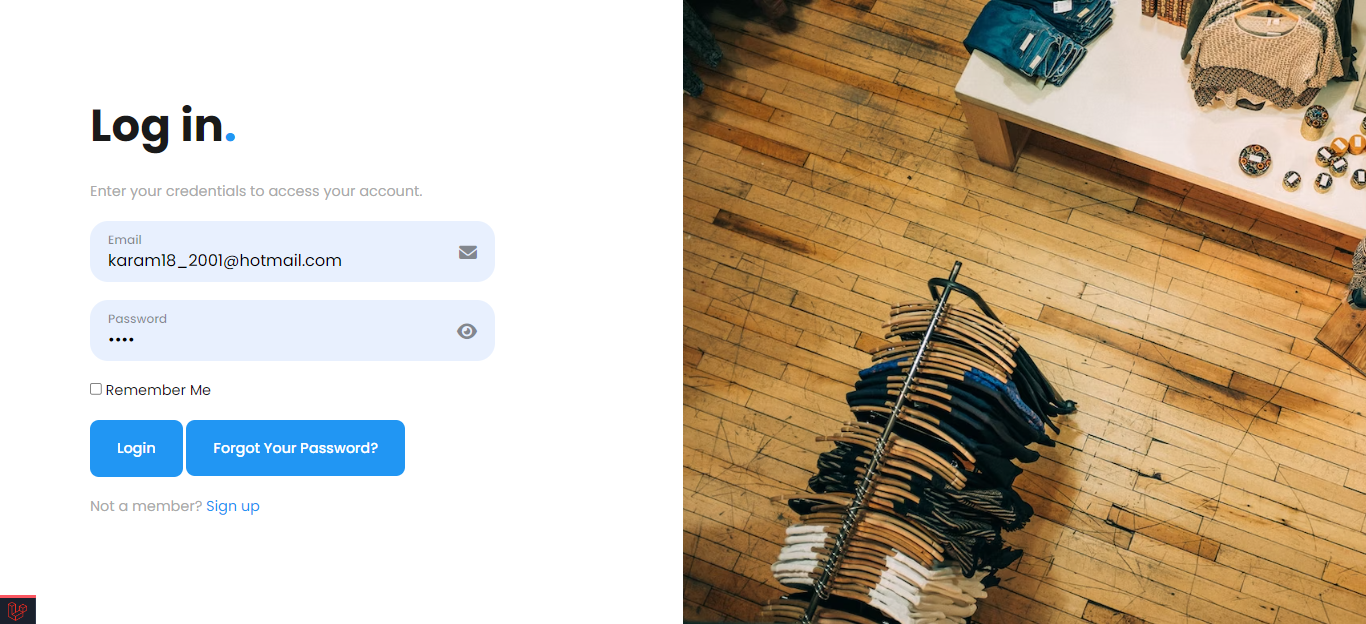 Log in.
Enter your credentials to access your account.
Email
karam18_2001@hotmail.com
Password
••••
Remember Me
Login Forgot Your Password?
Not a member? Sign up